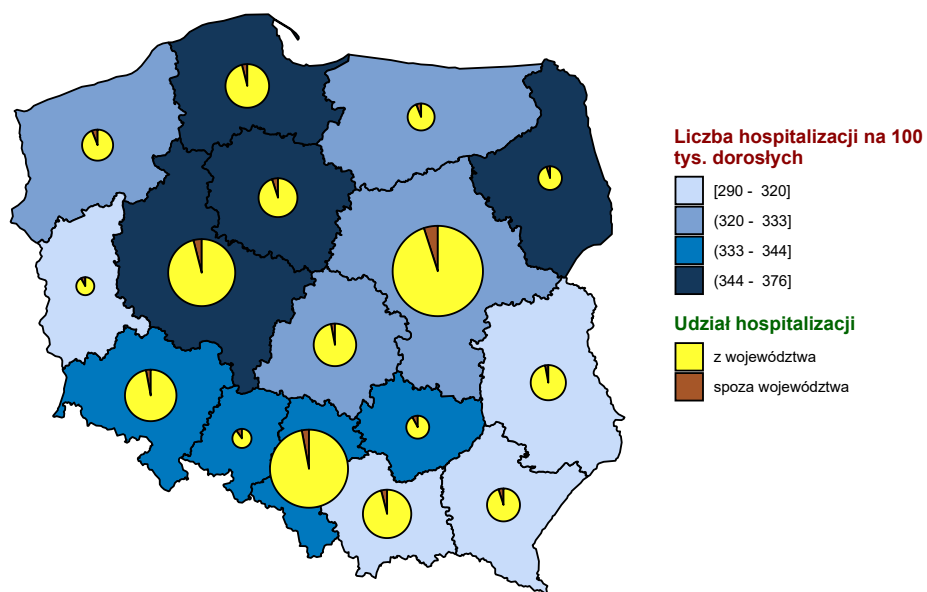 Liczba hospitalizacji na 100
tys. dorosłych
[290 - 320]
(320 - 333]
(333 - 344]
(344 - 376]
Udział hospitalizacji
z województwa
spoza województwa